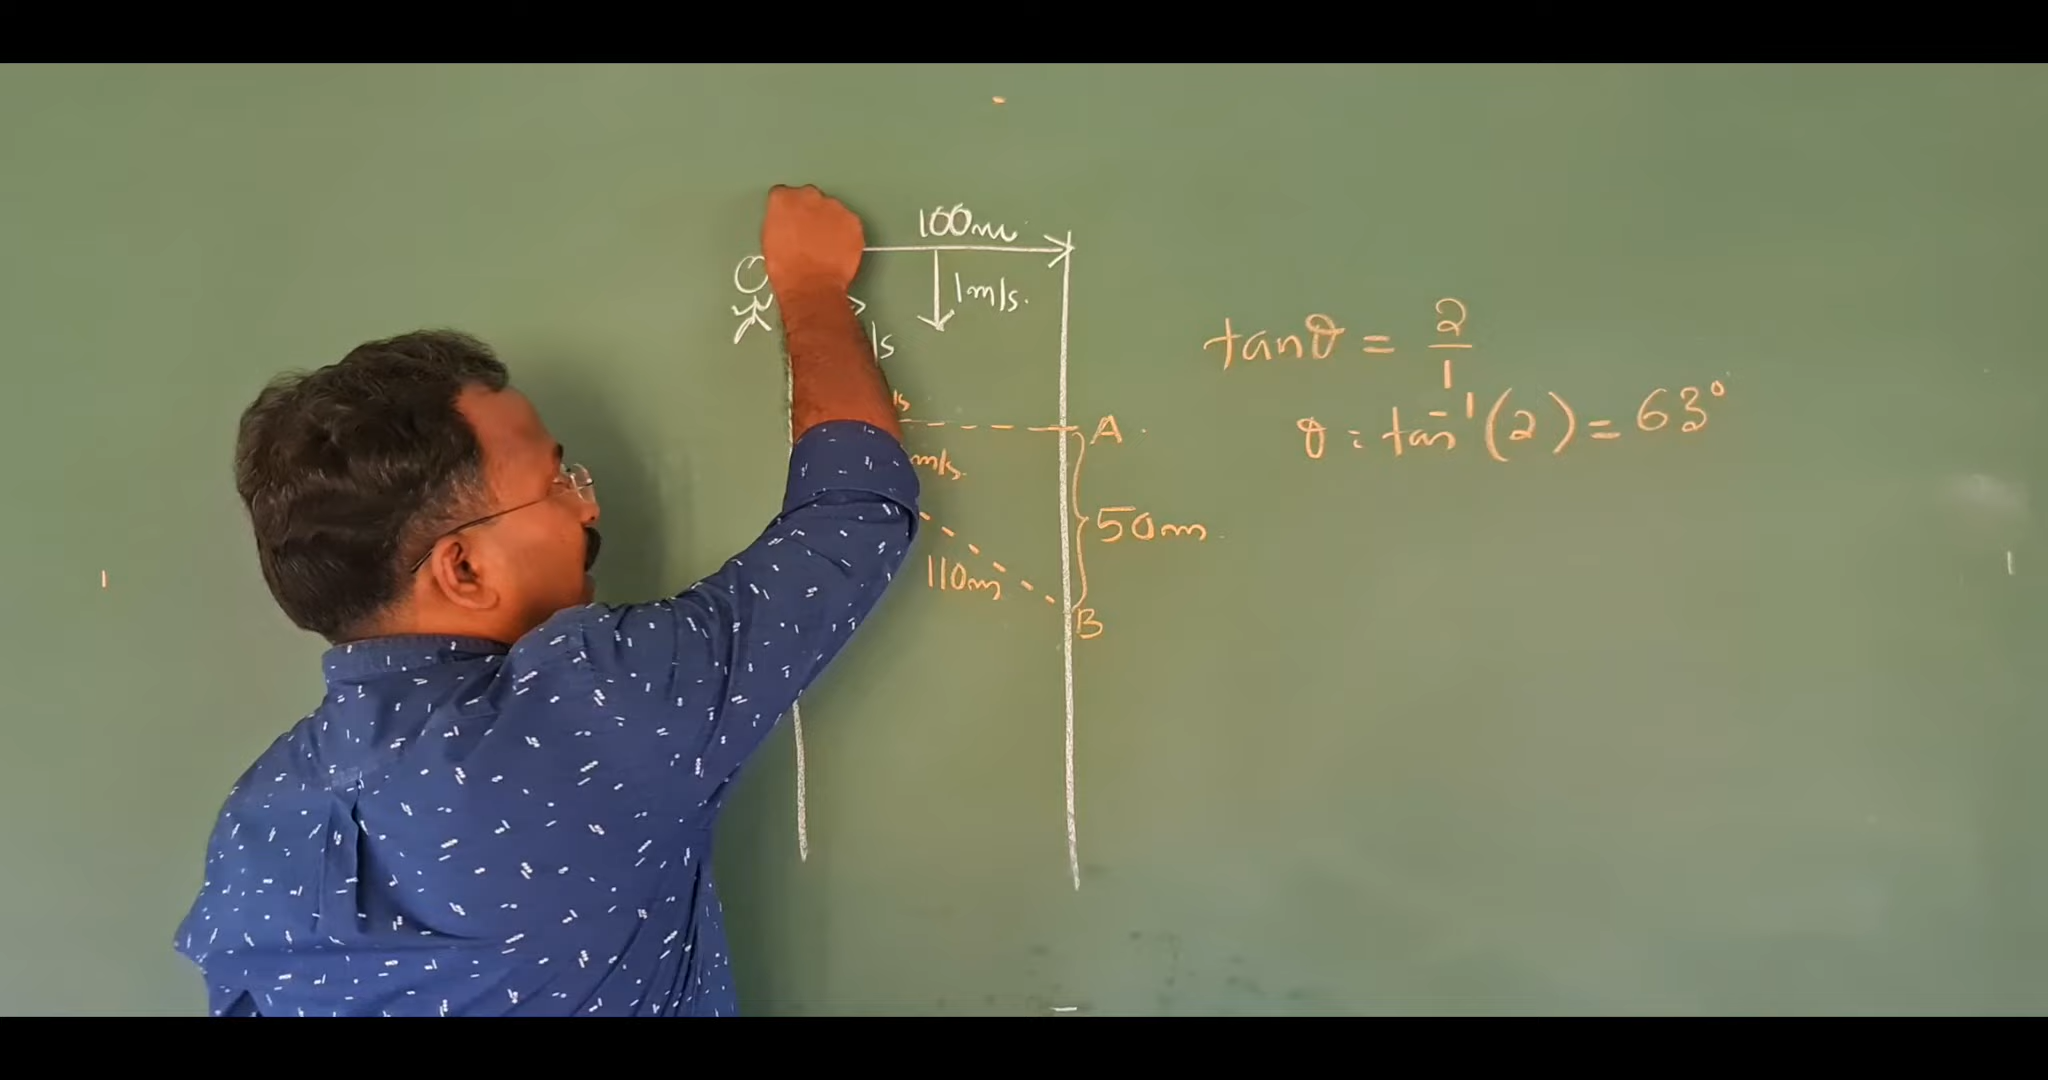 100m
1m/s.
/s
/s
A
m/s.
50m
110m
B
tanθ = 2/1
θ = tan⁻¹(2) = 63°